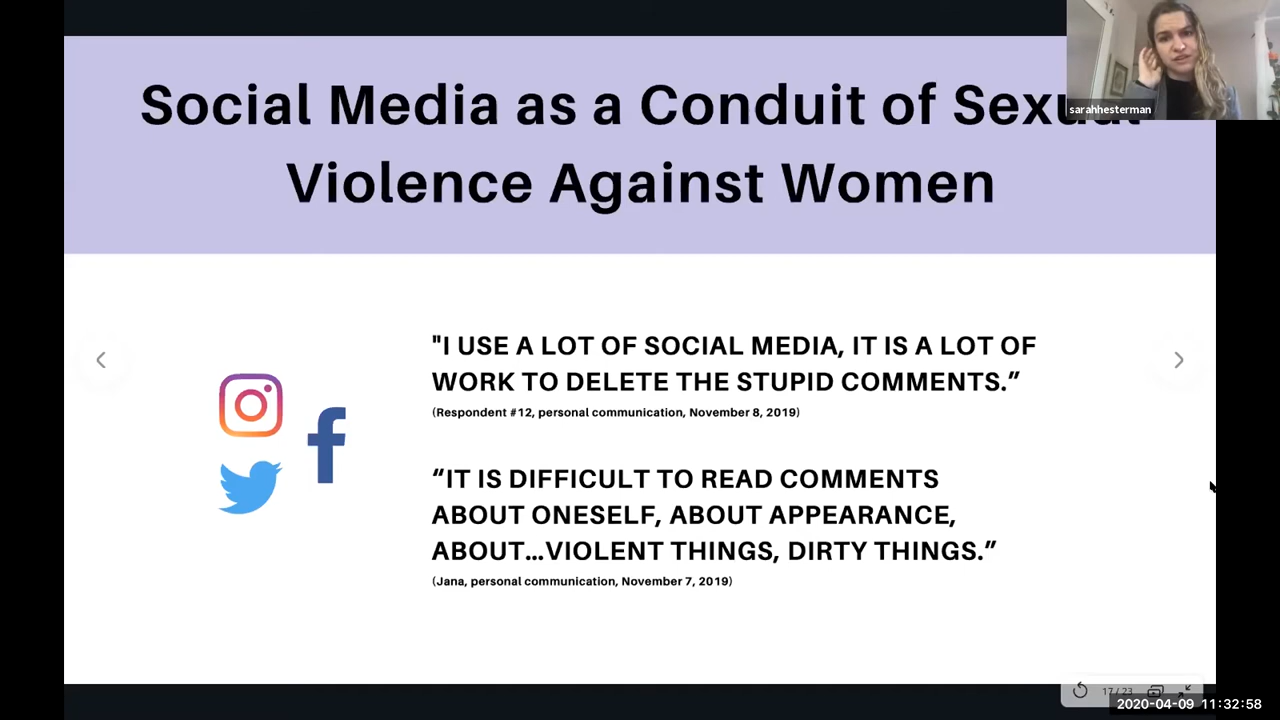 Social Media as a Conduit of Sexual
Violence Against Women
sarahhesterman
"I USE A LOT OF SOCIAL MEDIA, IT IS A LOT OF
WORK TO DELETE THE STUPID COMMENTS.”
(Respondent #12, personal communication, November 8, 2019)
“IT IS DIFFICULT TO READ COMMENTS
ABOUT ONESELF, ABOUT APPEARANCE,
ABOUT...VIOLENT THINGS, DIRTY THINGS.”
(Jana, personal communication, November 7, 2019)
17 / 23
2020-04-09 11:32:58